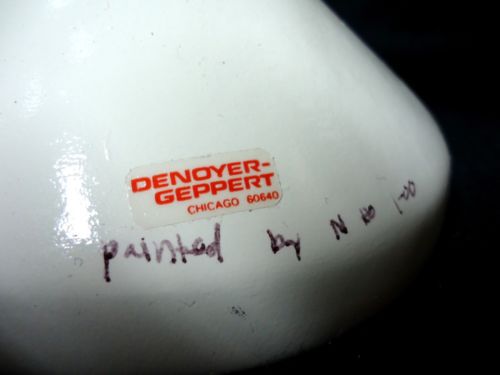 DENOYER-
GEPPERT
CHICAGO 60640
painted by N